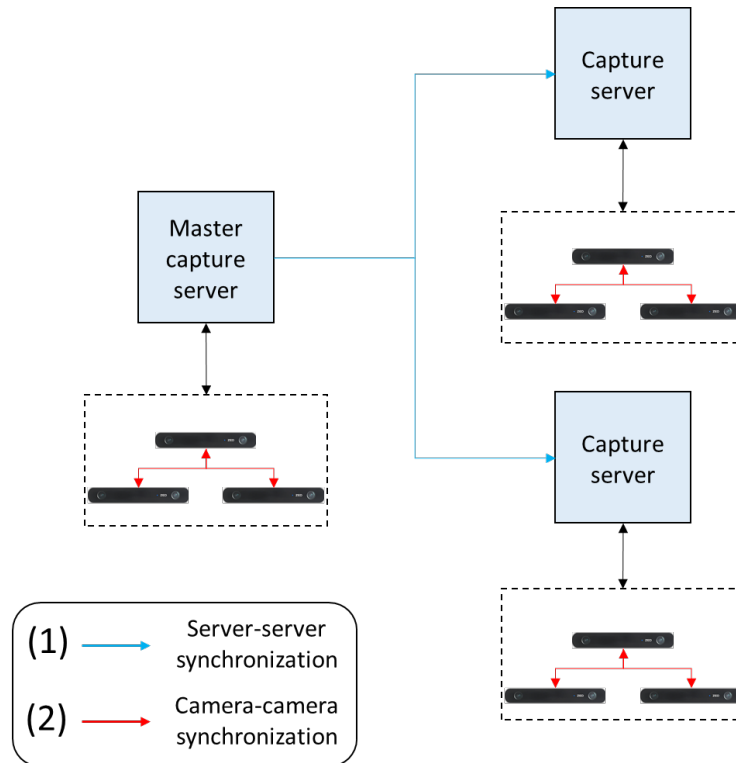 Capture
server
Master
capture
server
Capture
server
(1)
Server-server
synchronization
(2)
Camera-camera
synchronization